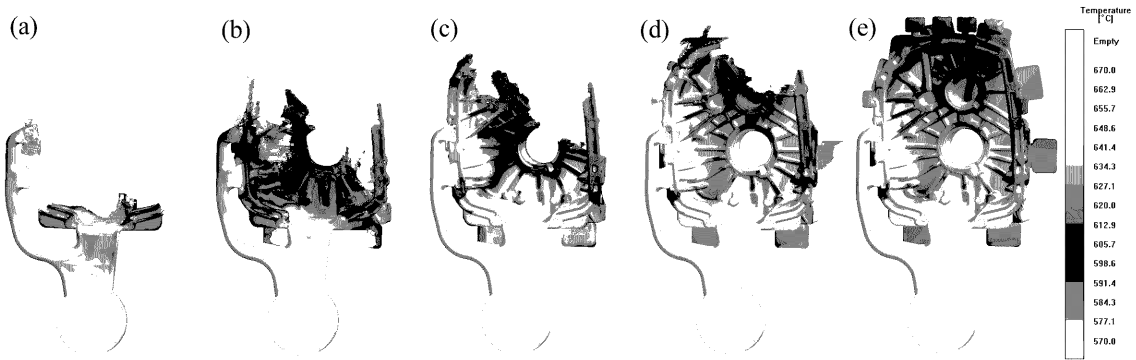 (a)
(b)
(c)
(d)
(e)
Temperature
[°C]
Empty
670.0
662.9
655.7
648.6
641.4
634.3
627.1
620.0
612.9
605.7
598.6
591.4
584.3
577.1
570.0